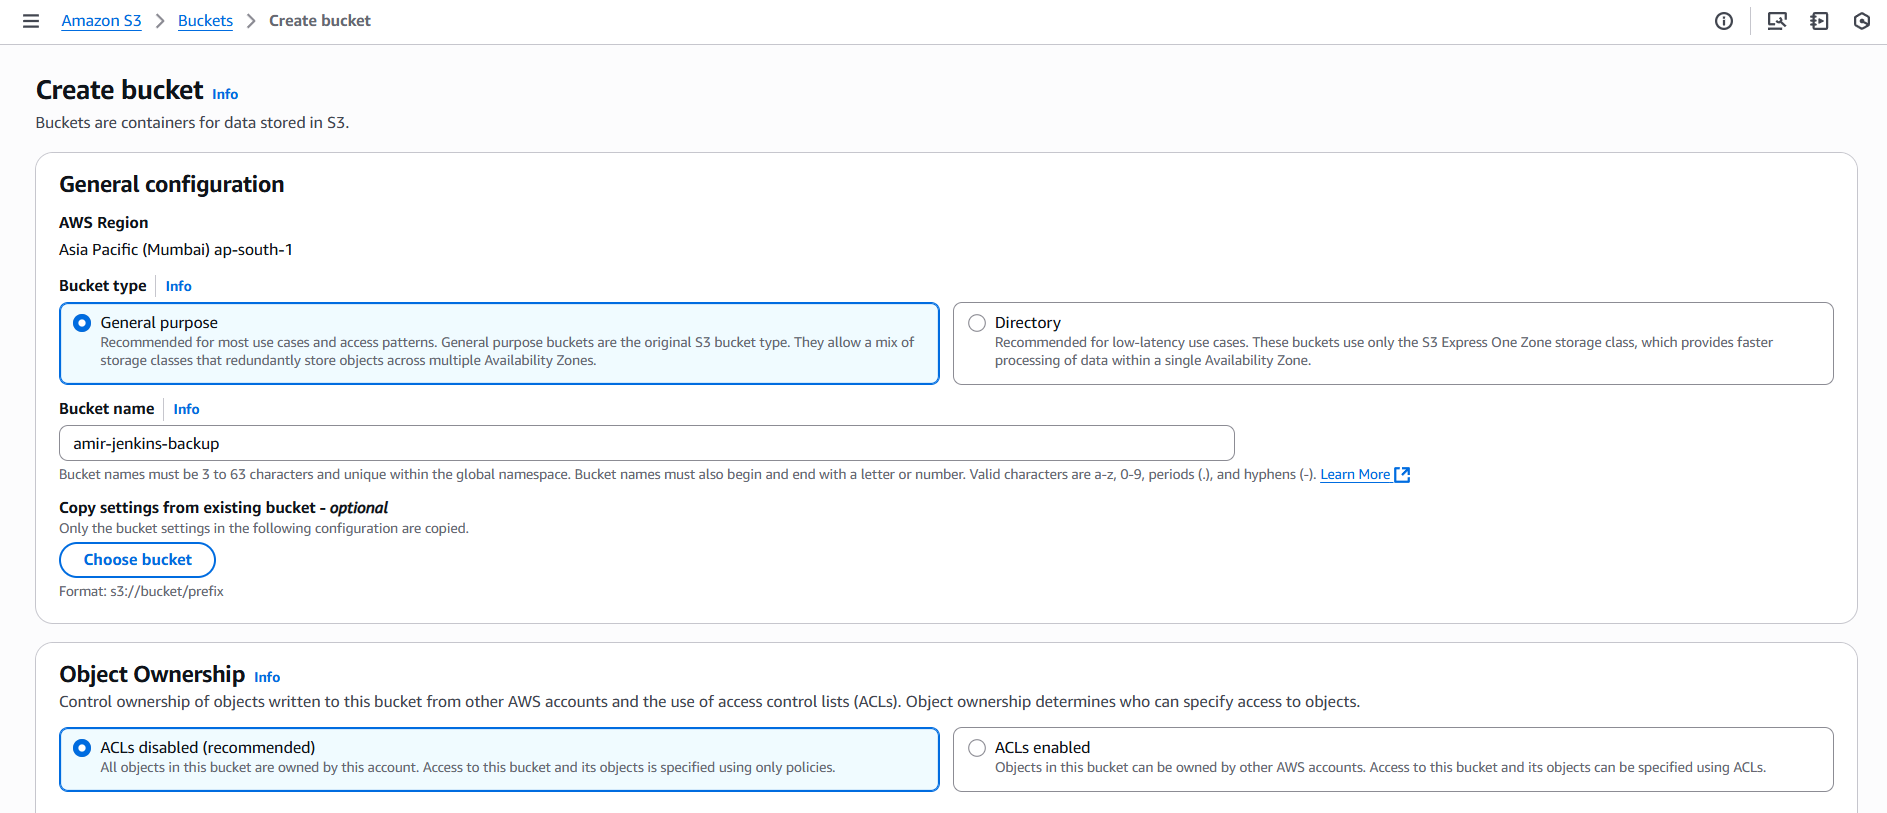 Amazon S3 > Buckets > Create bucket
Create bucket Info
Buckets are containers for data stored in S3.
General configuration
AWS Region
Asia Pacific (Mumbai) ap-south-1
Bucket type Info
General purpose
Recommended for most use cases and access patterns. General purpose buckets are the original S3 bucket type. They allow a mix of
storage classes that redundantly store objects across multiple Availability Zones.
Directory
Recommended for low-latency use cases. These buckets use only the S3 Express One Zone storage class, which provides faster
processing of data within a single Availability Zone.
Bucket name Info
amir-jenkins-backup
Bucket names must be 3 to 63 characters and unique within the global namespace. Bucket names must also begin and end with a letter or number. Valid characters are a-z, 0-9, periods (.), and hyphens (-). Learn More
Copy settings from existing bucket - optional
Only the bucket settings in the following configuration are copied.
Choose bucket
Format: s3://bucket/prefix
Object Ownership Info
Control ownership of objects written to this bucket from other AWS accounts and the use of access control lists (ACLs). Object ownership determines who can specify access to objects.
ACLs disabled (recommended)
All objects in this bucket are owned by this account. Access to this bucket and its objects is specified using only policies.
ACLs enabled
Objects in this bucket can be owned by other AWS accounts. Access to this bucket and its objects can be specified using ACLs.